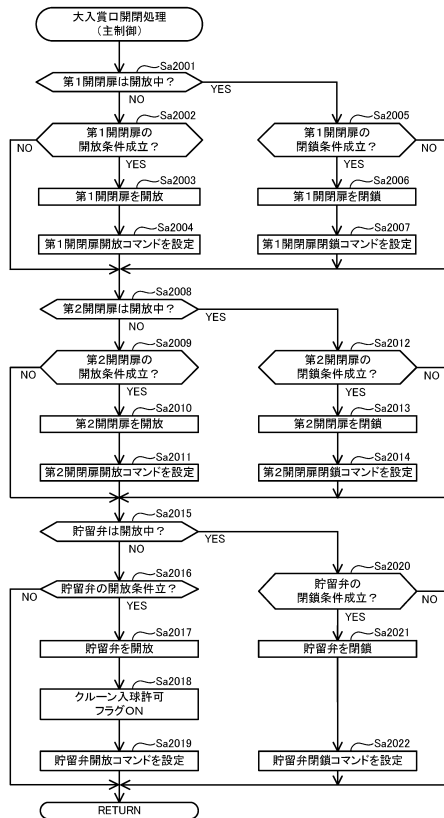 大入賞口開閉処理
(主制御)
Sa2001
第1開閉扉は開放中？
YES
NO
Sa2002
第1開閉扉の
開放条件成立？
NO
YES
Sa2003
第1開閉扉を開放
Sa2004
第1開閉扉開放コマンドを設定
Sa2005
第1開閉扉の
閉鎖条件成立？
NO
YES
Sa2006
第1開閉扉を閉鎖
Sa2007
第1開閉扉閉鎖コマンドを設定
Sa2008
第2開閉扉は開放中？
YES
NO
Sa2009
第2開閉扉の
開放条件成立？
NO
YES
Sa2010
第2開閉扉を開放
Sa2011
第2開閉扉開放コマンドを設定
Sa2012
第2開閉扉の
閉鎖条件成立？
NO
YES
Sa2013
第2開閉扉を閉鎖
Sa2014
第2開閉扉閉鎖コマンドを設定
Sa2015
貯留弁は開放中？
YES
NO
Sa2016
貯留弁の開放条件立？
NO
YES
Sa2017
貯留弁を開放
Sa2018
クルーン入球許可
フラグON
Sa2019
貯留弁開放コマンドを設定
Sa2020
貯留弁の
閉鎖条件成立？
NO
YES
Sa2021
貯留弁を閉鎖
Sa2022
貯留弁閉鎖コマンドを設定
RETURN